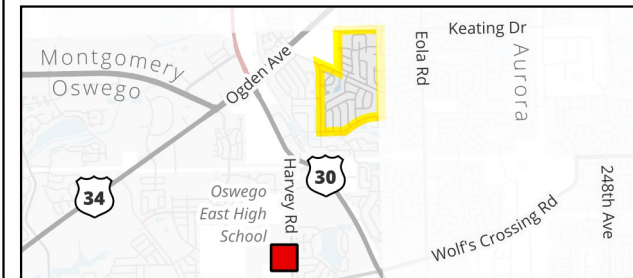 Keating Dr
Montgomery
Oswego
Ogden Ave
Eola Rd
Aurora
34
30
Harvey Rd
Oswego
East High
School
248th Ave
Wolf's Crossing Rd